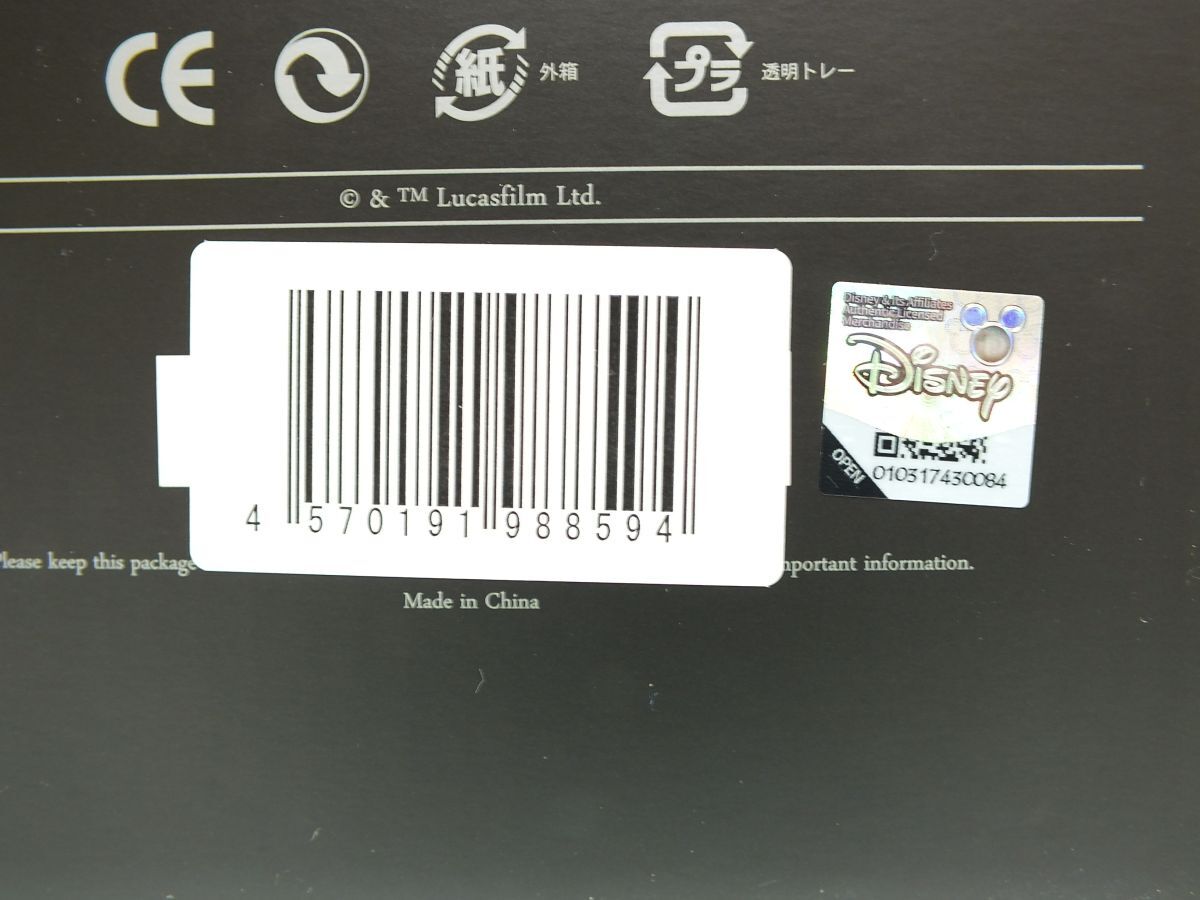 CE
紙 外箱
プラ 透明トレー
© & ™ Lucasfilm Ltd.
Disney & Its Affiliates
Authentic Licensed
Merchandise
Disney
OPEN
010317430084
4 570191 988594
Please keep this package
important information.
Made in China